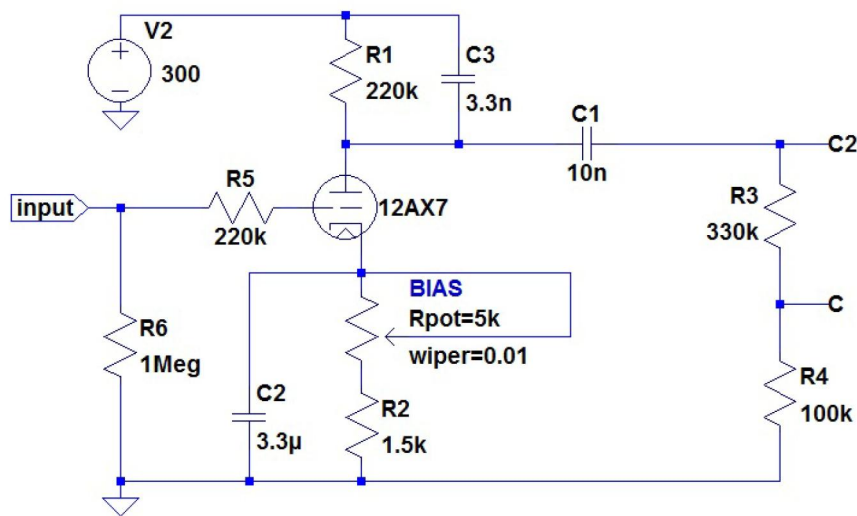 V2
+
300
R1
220k
C3
3.3n
C1
10n
C2
R5
220k
12AX7
input
R3
330k
BIAS
Rpot=5k
wiper=0.01
C
R6
1Meg
C2
3.3µ
R2
1.5k
R4
100k